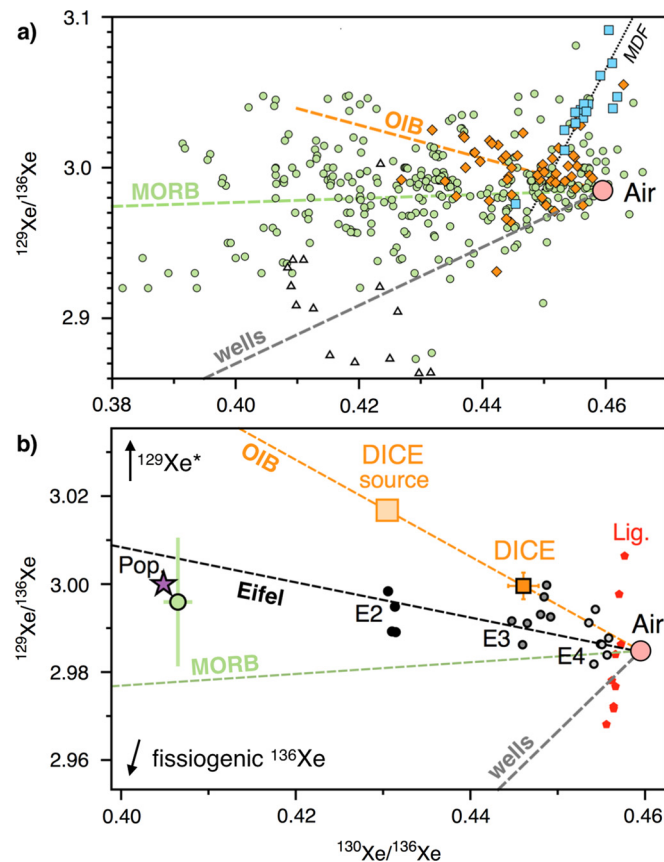 a)
3.1
3.0
2.9
129Xe/136Xe
MDF
OIB
MORB
Air
wells
0.38 0.40 0.42 0.44 0.46
b)
3.02
3.00
2.98
2.96
129Xe/136Xe
129Xe*
OIB
DICE
source
DICE
Lig.
Pop.
Eifel
E2
E3
E4
Air
MORB
wells
fissiogenic 136Xe
0.40 0.42 0.44 0.46
130Xe/136Xe